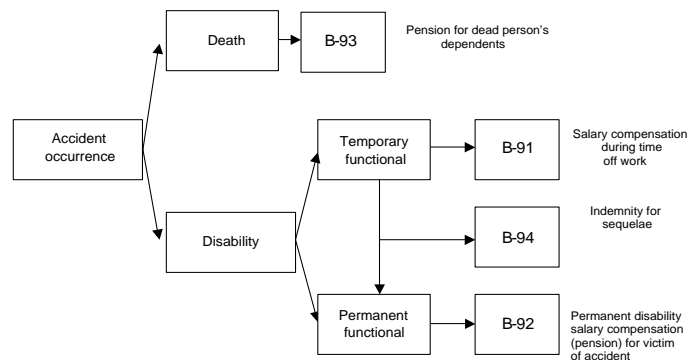 Death
B-93
Pension for dead person's
dependents
Accident
occurrence
Temporary
functional
B-91
Salary compensation
during time
off work
Disability
B-94
Indemnity for
sequelae
Permanent
functional
B-92
Permanent disability
salary compensation
(pension) for victim
of accident